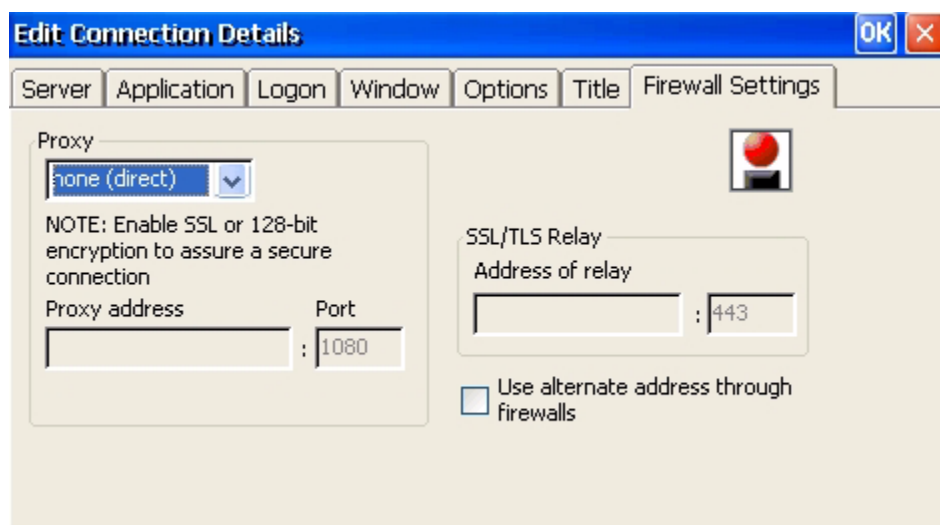 Edit Connection Details OK
Server Application Logon Window Options Title Firewall Settings
Proxy
none (direct)
NOTE: Enable SSL or 128-bit
encryption to assure a secure
connection
Proxy address Port
: 1080
SSL/TLS Relay
Address of relay
: 443
Use alternate address through
firewalls